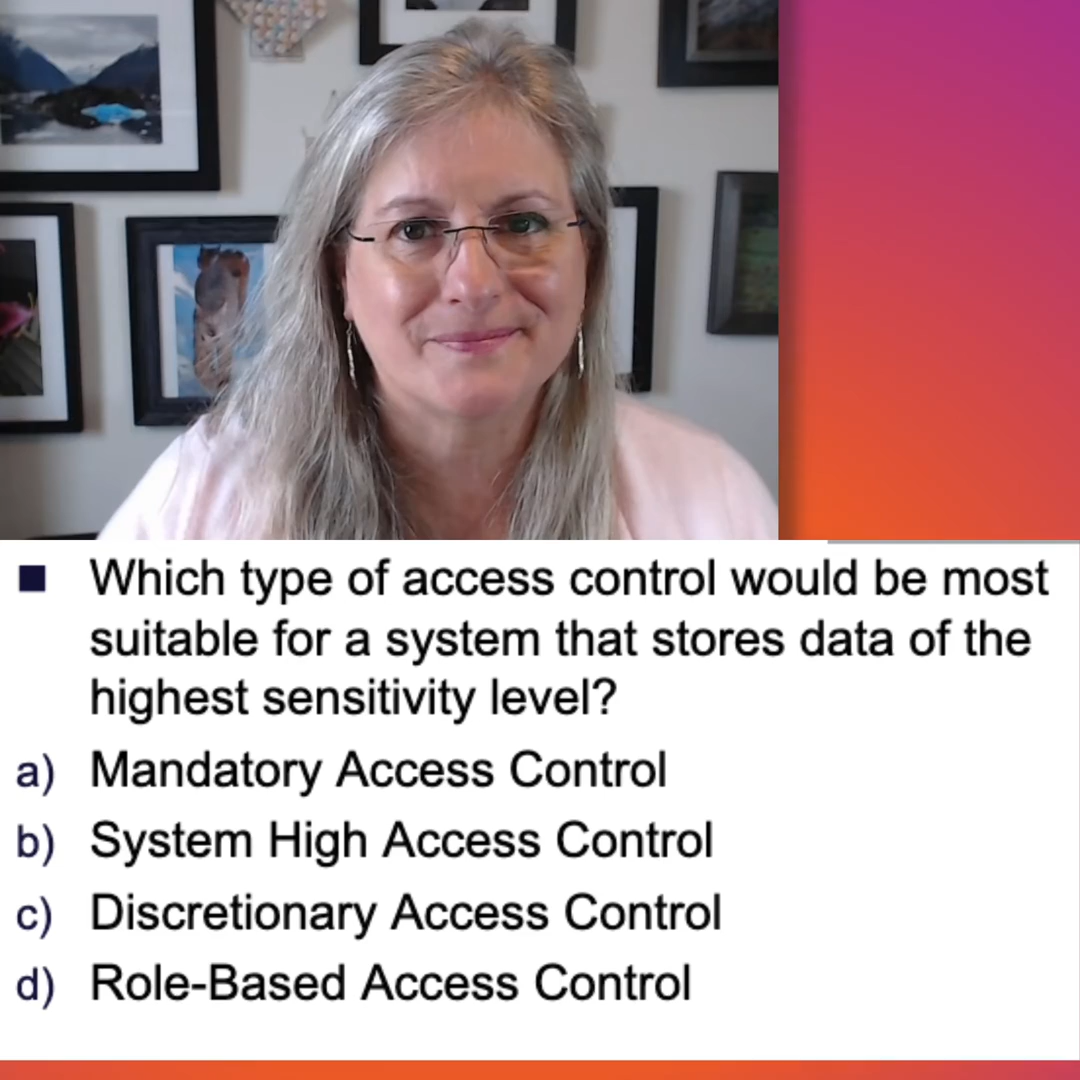 Which type of access control would be most
suitable for a system that stores data of the
highest sensitivity level?
a) Mandatory Access Control
b) System High Access Control
c) Discretionary Access Control
d) Role-Based Access Control